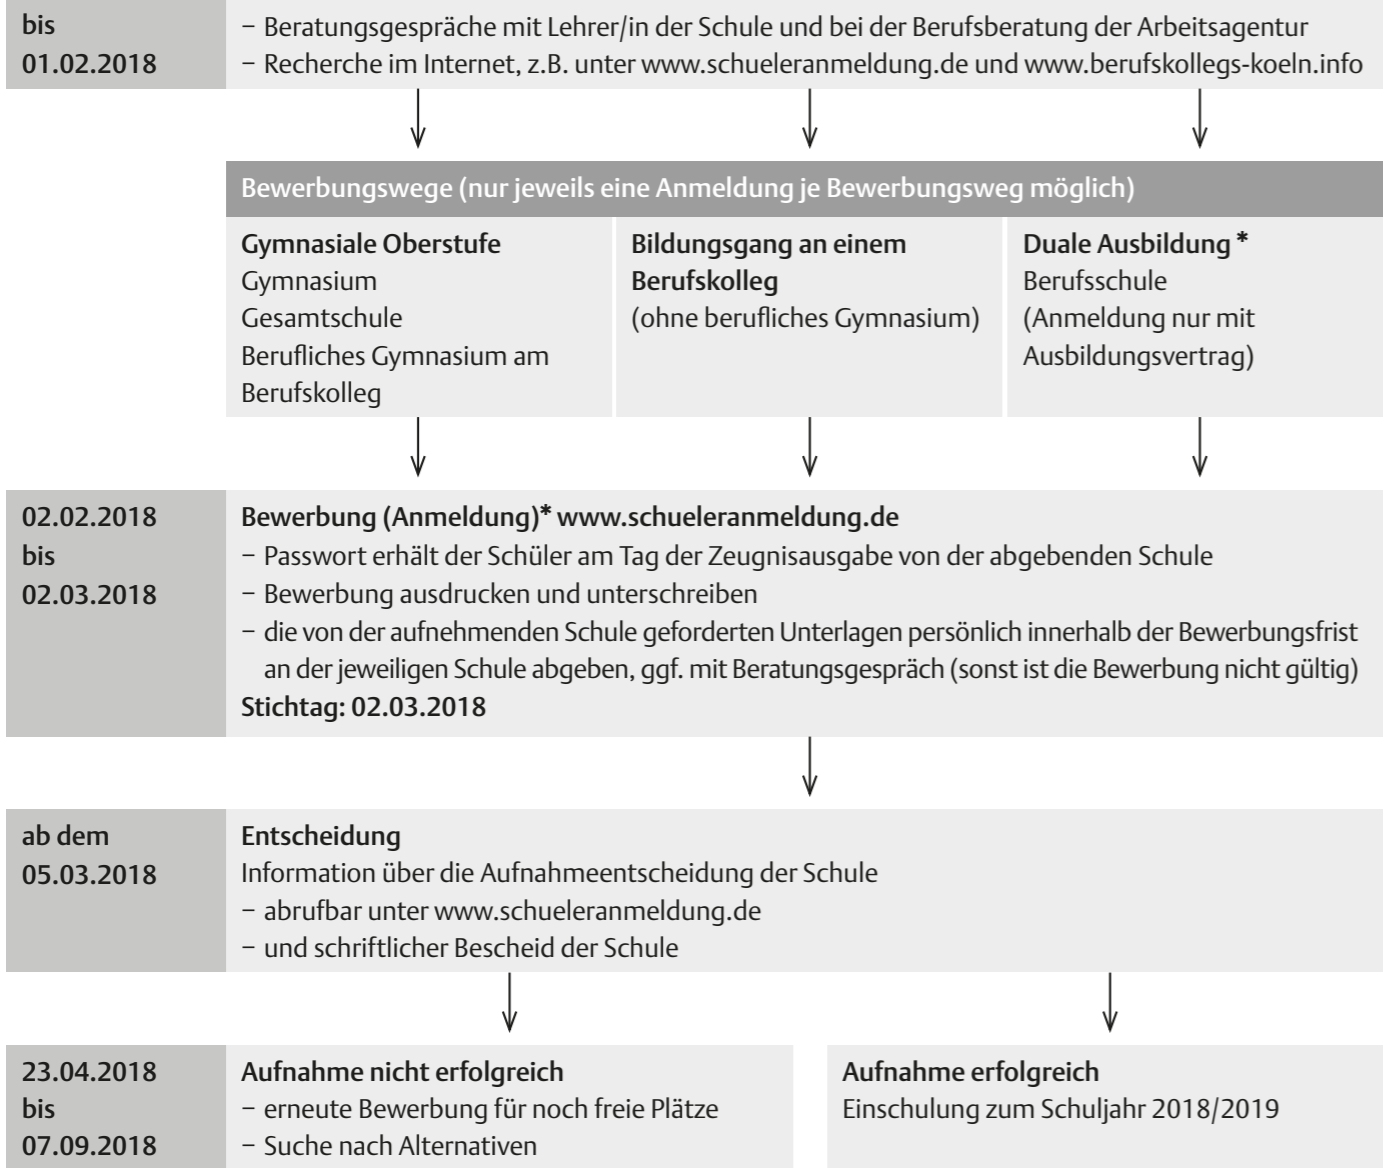 bis
01.02.2018
– Beratungsgespräche mit Lehrer/in der Schule und bei der Berufsberatung der Arbeitsagentur
– Recherche im Internet, z.B. unter www.schueleranmeldung.de und www.berufskollegs-koeln.info
Bewerbungswege (nur jeweils eine Anmeldung je Bewerbungsweg möglich)
Gymnasiale Oberstufe
Gymnasium
Gesamtschule
Berufliches Gymnasium am
Berufskolleg
Bildungsgang an einem
Berufskolleg
(ohne berufliches Gymnasium)
Duale Ausbildung *
Berufsschule
(Anmeldung nur mit
Ausbildungsvertrag)
02.02.2018
bis
02.03.2018
Bewerbung (Anmeldung)* www.schueleranmeldung.de
– Passwort erhält der Schüler am Tag der Zeugnisausgabe von der abgebenden Schule
– Bewerbung ausdrucken und unterschreiben
– die von der aufnehmenden Schule geforderten Unterlagen persönlich innerhalb der Bewerbungsfrist
an der jeweiligen Schule abgeben, ggf. mit Beratungsgespräch (sonst ist die Bewerbung nicht gültig)
Stichtag: 02.03.2018
ab dem
05.03.2018
Entscheidung
Information über die Aufnahmeentscheidung der Schule
– abrufbar unter www.schueleranmeldung.de
– und schriftlicher Bescheid der Schule
23.04.2018
bis
07.09.2018
Aufnahme nicht erfolgreich
– erneute Bewerbung für noch freie Plätze
– Suche nach Alternativen
Aufnahme erfolgreich
Einschulung zum Schuljahr 2018/2019